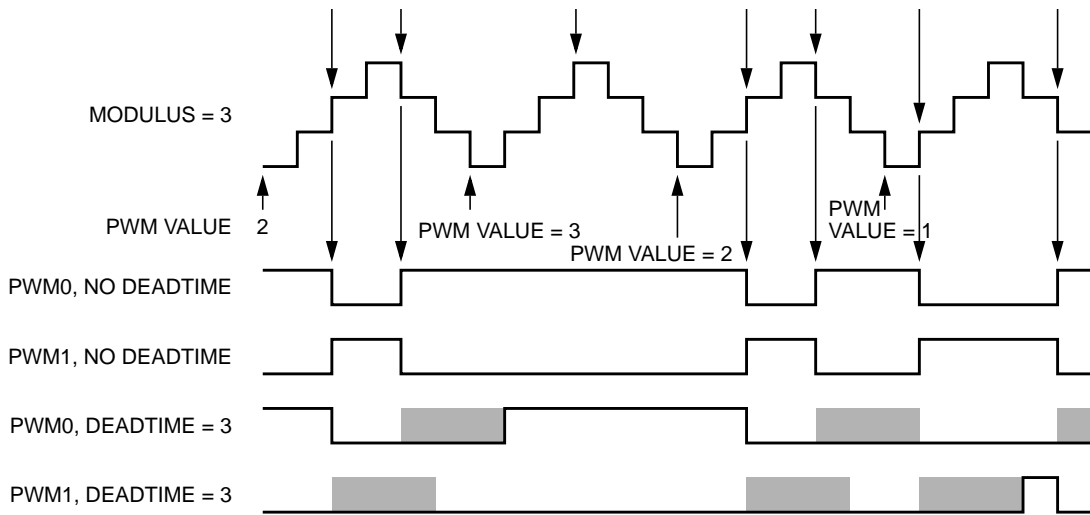 MODULUS = 3
PWM VALUE 2
PWM VALUE = 3
PWM VALUE = 2
PWM
VALUE = 1
PWM0, NO DEADTIME
PWM1, NO DEADTIME
PWM0, DEADTIME = 3
PWM1, DEADTIME = 3